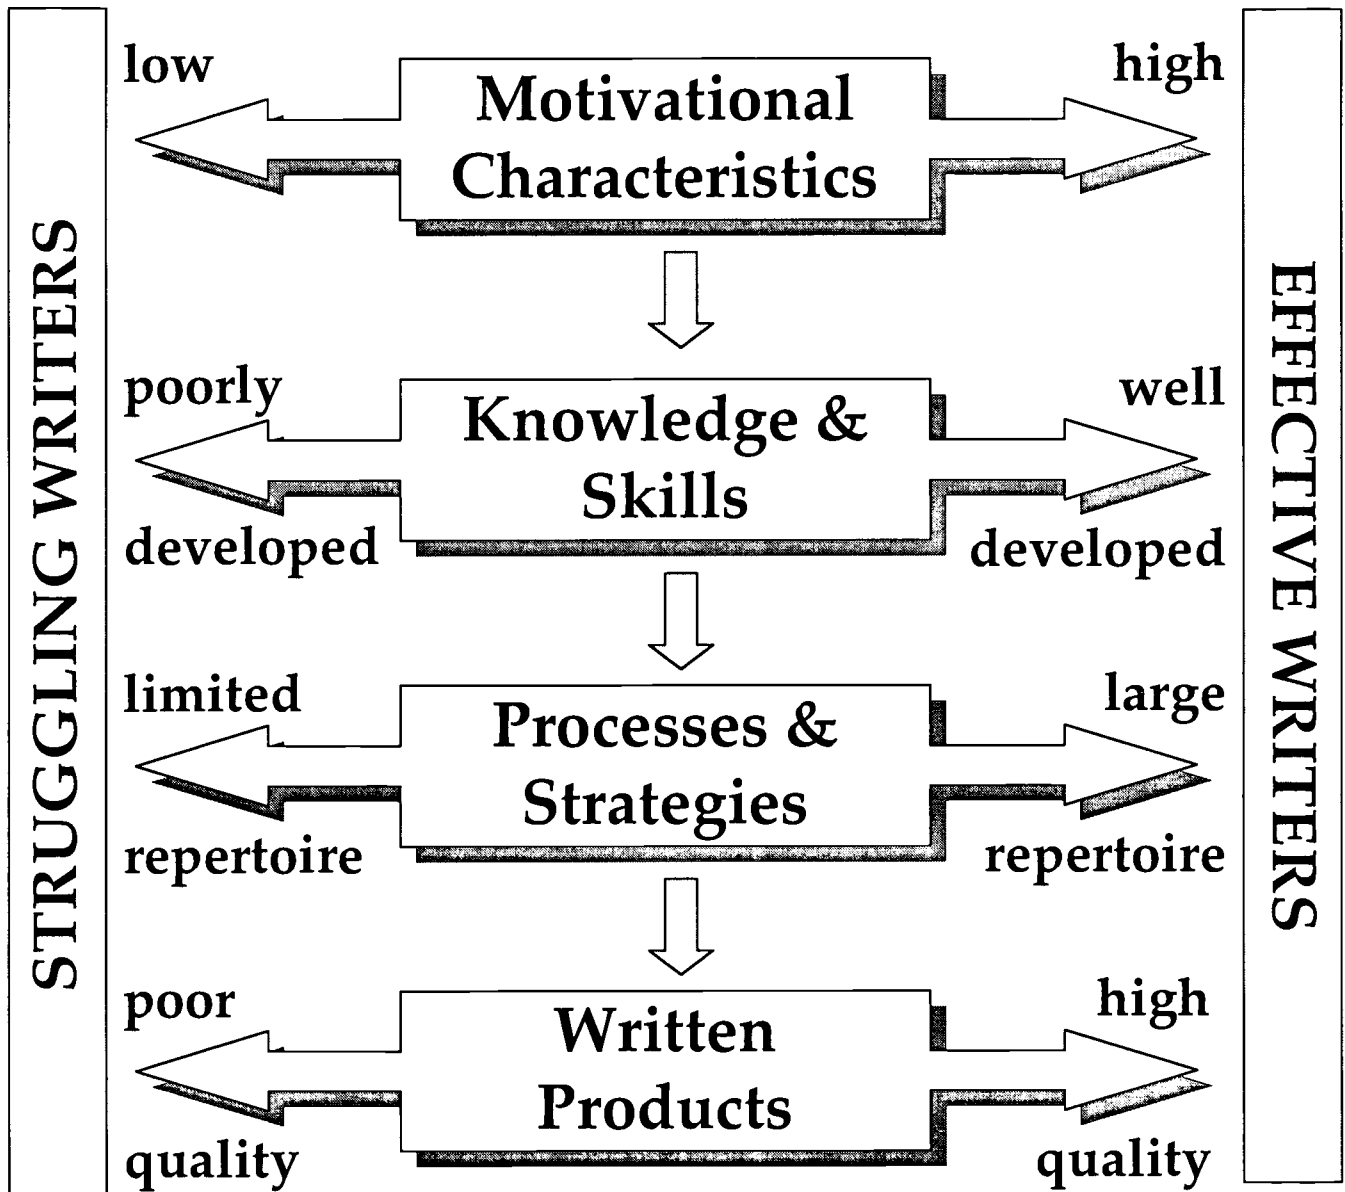 STRUGGLING WRITERS
low
Motivational
Characteristics
high
poorly
developed
Knowledge &
Skills
well
developed
limited
repertoire
Processes &
Strategies
large
repertoire
poor
quality
Written
Products
high
quality
EFFECTIVE WRITERS